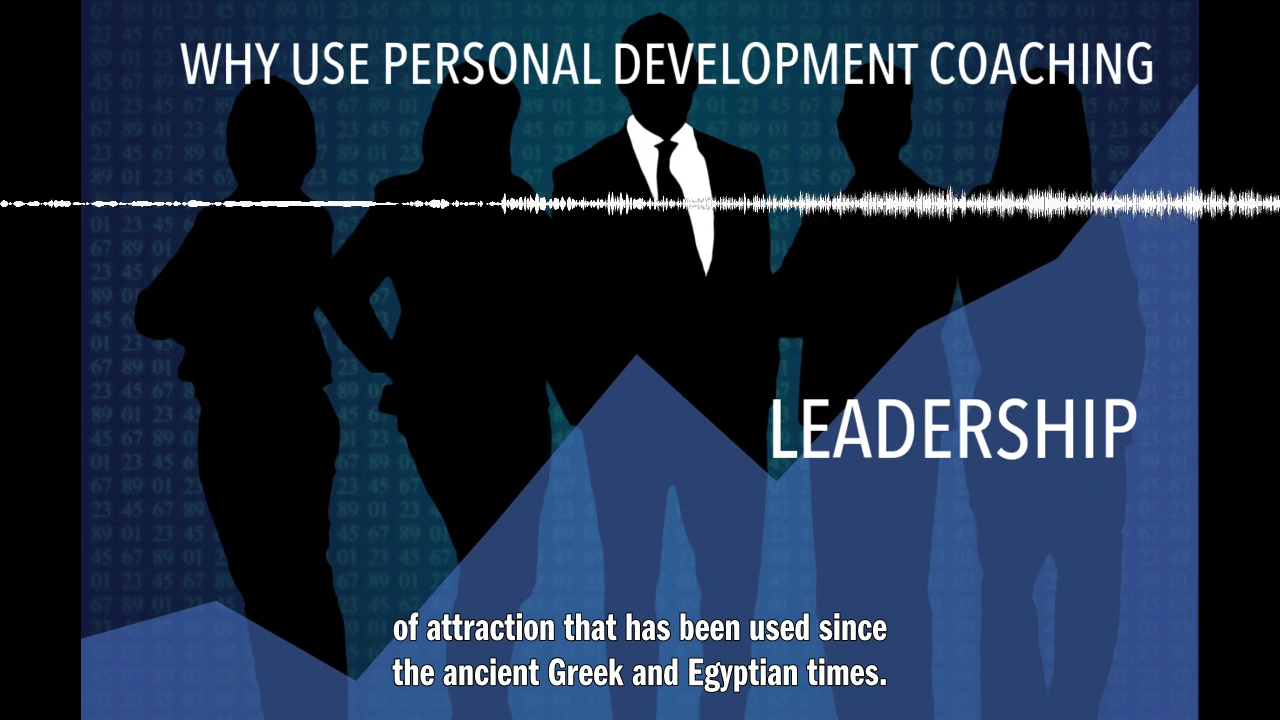 WHY USE PERSONAL DEVELOPMENT COACHING
LEADERSHIP
of attraction that has been used since
the ancient Greek and Egyptian times.